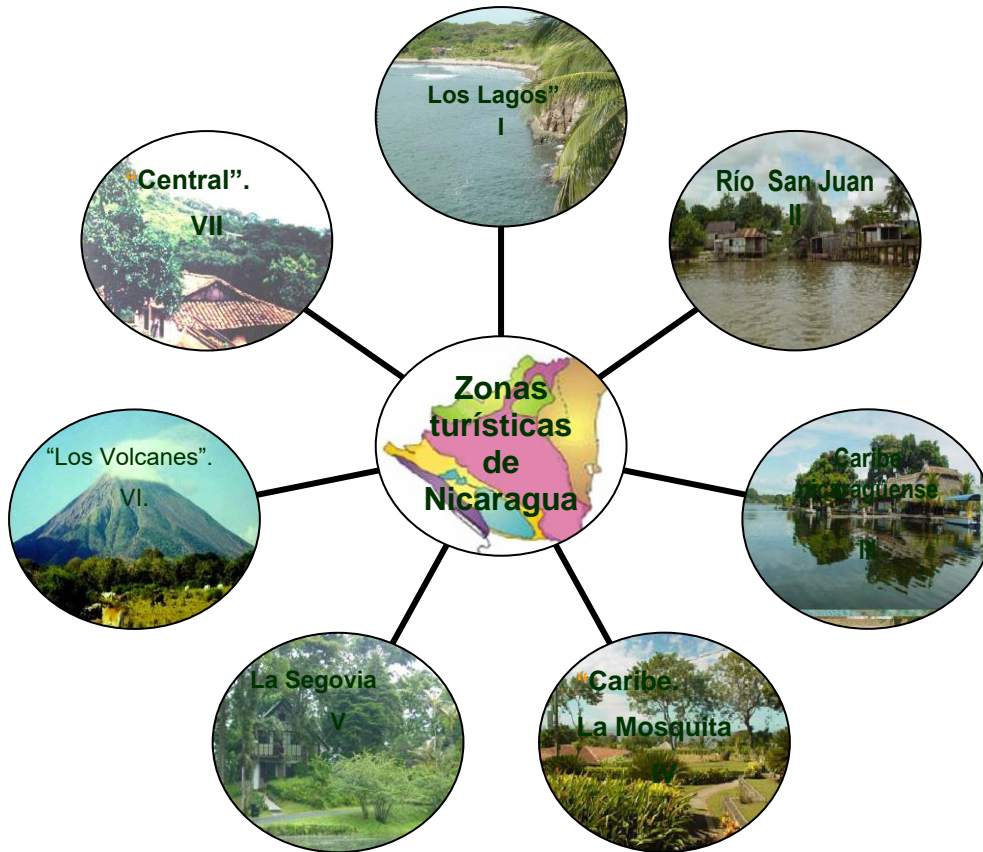 Zonas
turísticas
de
Nicaragua
Los Lagos”
I
Río San Juan
II
Caribe
nicaragüense
III
“Caribe.
La Mosquita
IV
La Segovia
V
“Los Volcanes”.
VI.
“Central”.
VII